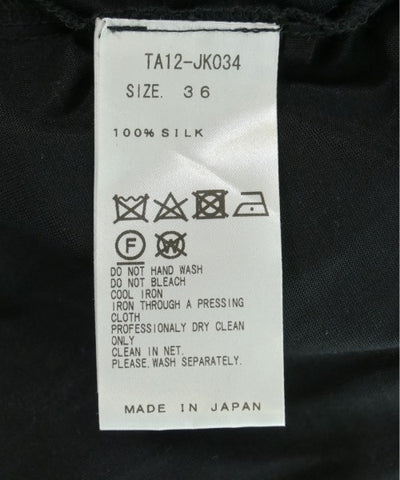 TA12-JK034
SIZE. 36
100% SILK
F W
DO NOT HAND WASH
DO NOT BLEACH
COOL IRON
IRON THROUGH A PRESSING
CLOTH
PROFESSIONALY DRY CLEAN
ONLY
CLEAN IN NET.
PLEASE.WASH SEPARATELY.
MADE IN JAPAN